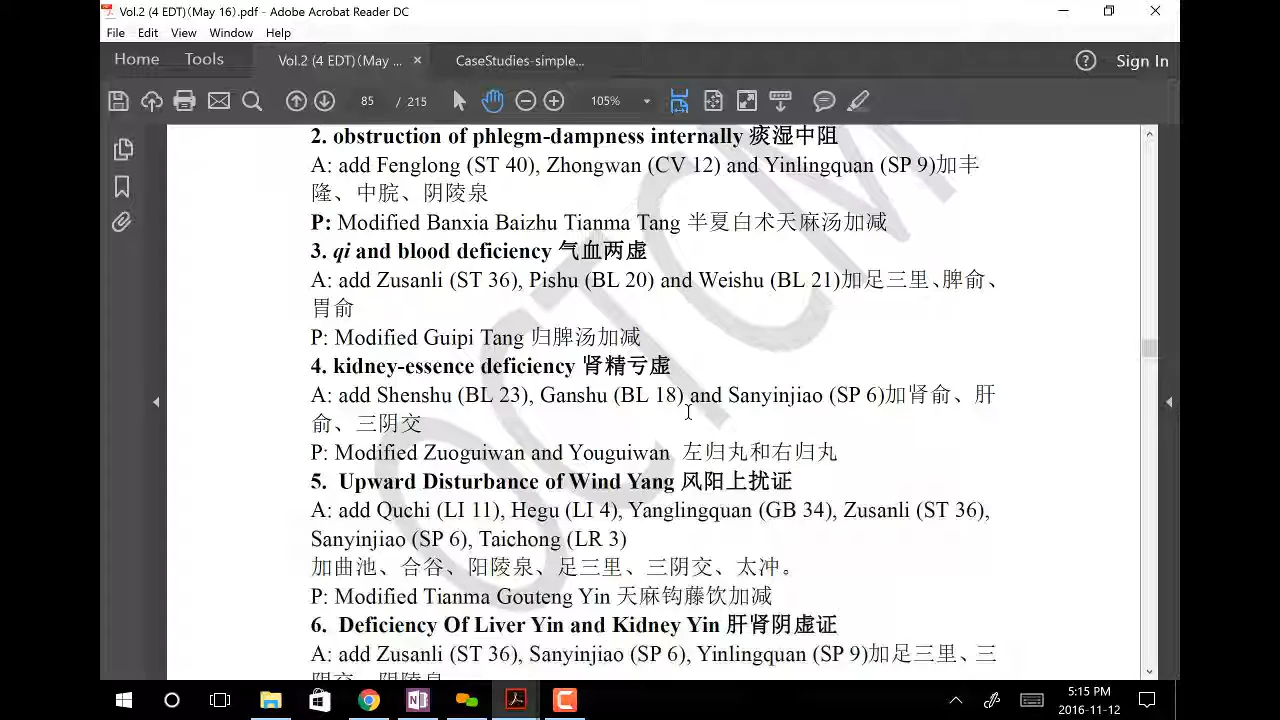 Vol.2 (4 EDT)(May 16).pdf - Adobe Acrobat Reader DC
File Edit View Window Help
Home Tools Vol.2 (4 EDT)(May ... × CaseStudies-simple... ? Sign In
85 / 215 105%
2. obstruction of phlegm-dampness internally 痰湿中阻
A: add Fenglong (ST 40), Zhongwan (CV 12) and Yinlingquan (SP 9)加丰
隆、中脘、阴陵泉
P: Modified Banxia Baizhu Tianma Tang 半夏白术天麻汤加减
3. qi and blood deficiency 气血两虚
A: add Zusanli (ST 36), Pishu (BL 20) and Weishu (BL 21)加足三里、脾俞、
胃俞
P: Modified Guipi Tang 归脾汤加减
4. kidney-essence deficiency 肾精亏虚
A: add Shenshu (BL 23), Ganshu (BL 18) and Sanyinjiao (SP 6)加肾俞、肝
俞、三阴交
P: Modified Zuoguiwan and Youguiwan 左归丸和右归丸
5. Upward Disturbance of Wind Yang 风阳上扰证
A: add Quchi (LI 11), Hegu (LI 4), Yanglingquan (GB 34), Zusanli (ST 36),
Sanyinjiao (SP 6), Taichong (LR 3)
加曲池、合谷、阳陵泉、足三里、三阴交、太冲。
P: Modified Tianma Gouteng Yin 天麻钩藤饮加减
6. Deficiency Of Liver Yin and Kidney Yin 肝肾阴虚证
A: add Zusanli (ST 36), Sanyinjiao (SP 6), Yinlingquan (SP 9)加足三里、三
阴交、阴陵泉
OTCM
5:15 PM
2016-11-12